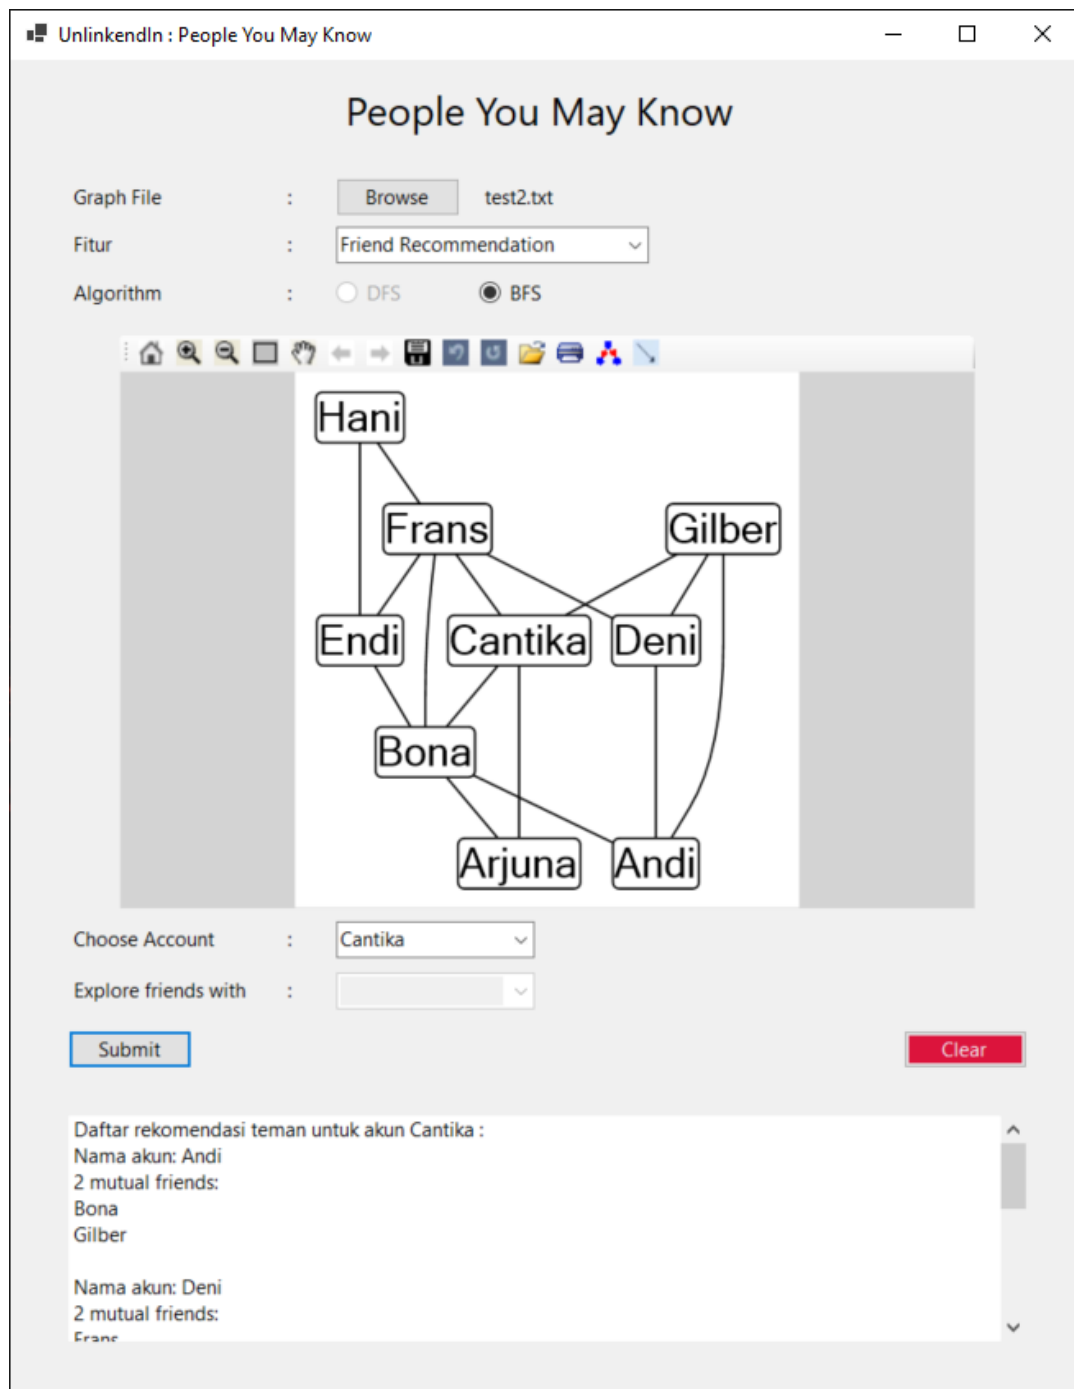 UnlinkendIn : People You May Know
People You May Know
Graph File : Browse test2.txt
Fitur : Friend Recommendation
Algorithm : DFS BFS
Hani
Frans Gilber
Endi Cantika Deni
Bona
Arjuna Andi
Choose Account : Cantika
Explore friends with :
Submit Clear
Daftar rekomendasi teman untuk akun Cantika :
Nama akun: Andi
2 mutual friends:
Bona
Gilber
Nama akun: Deni
2 mutual friends:
Frans